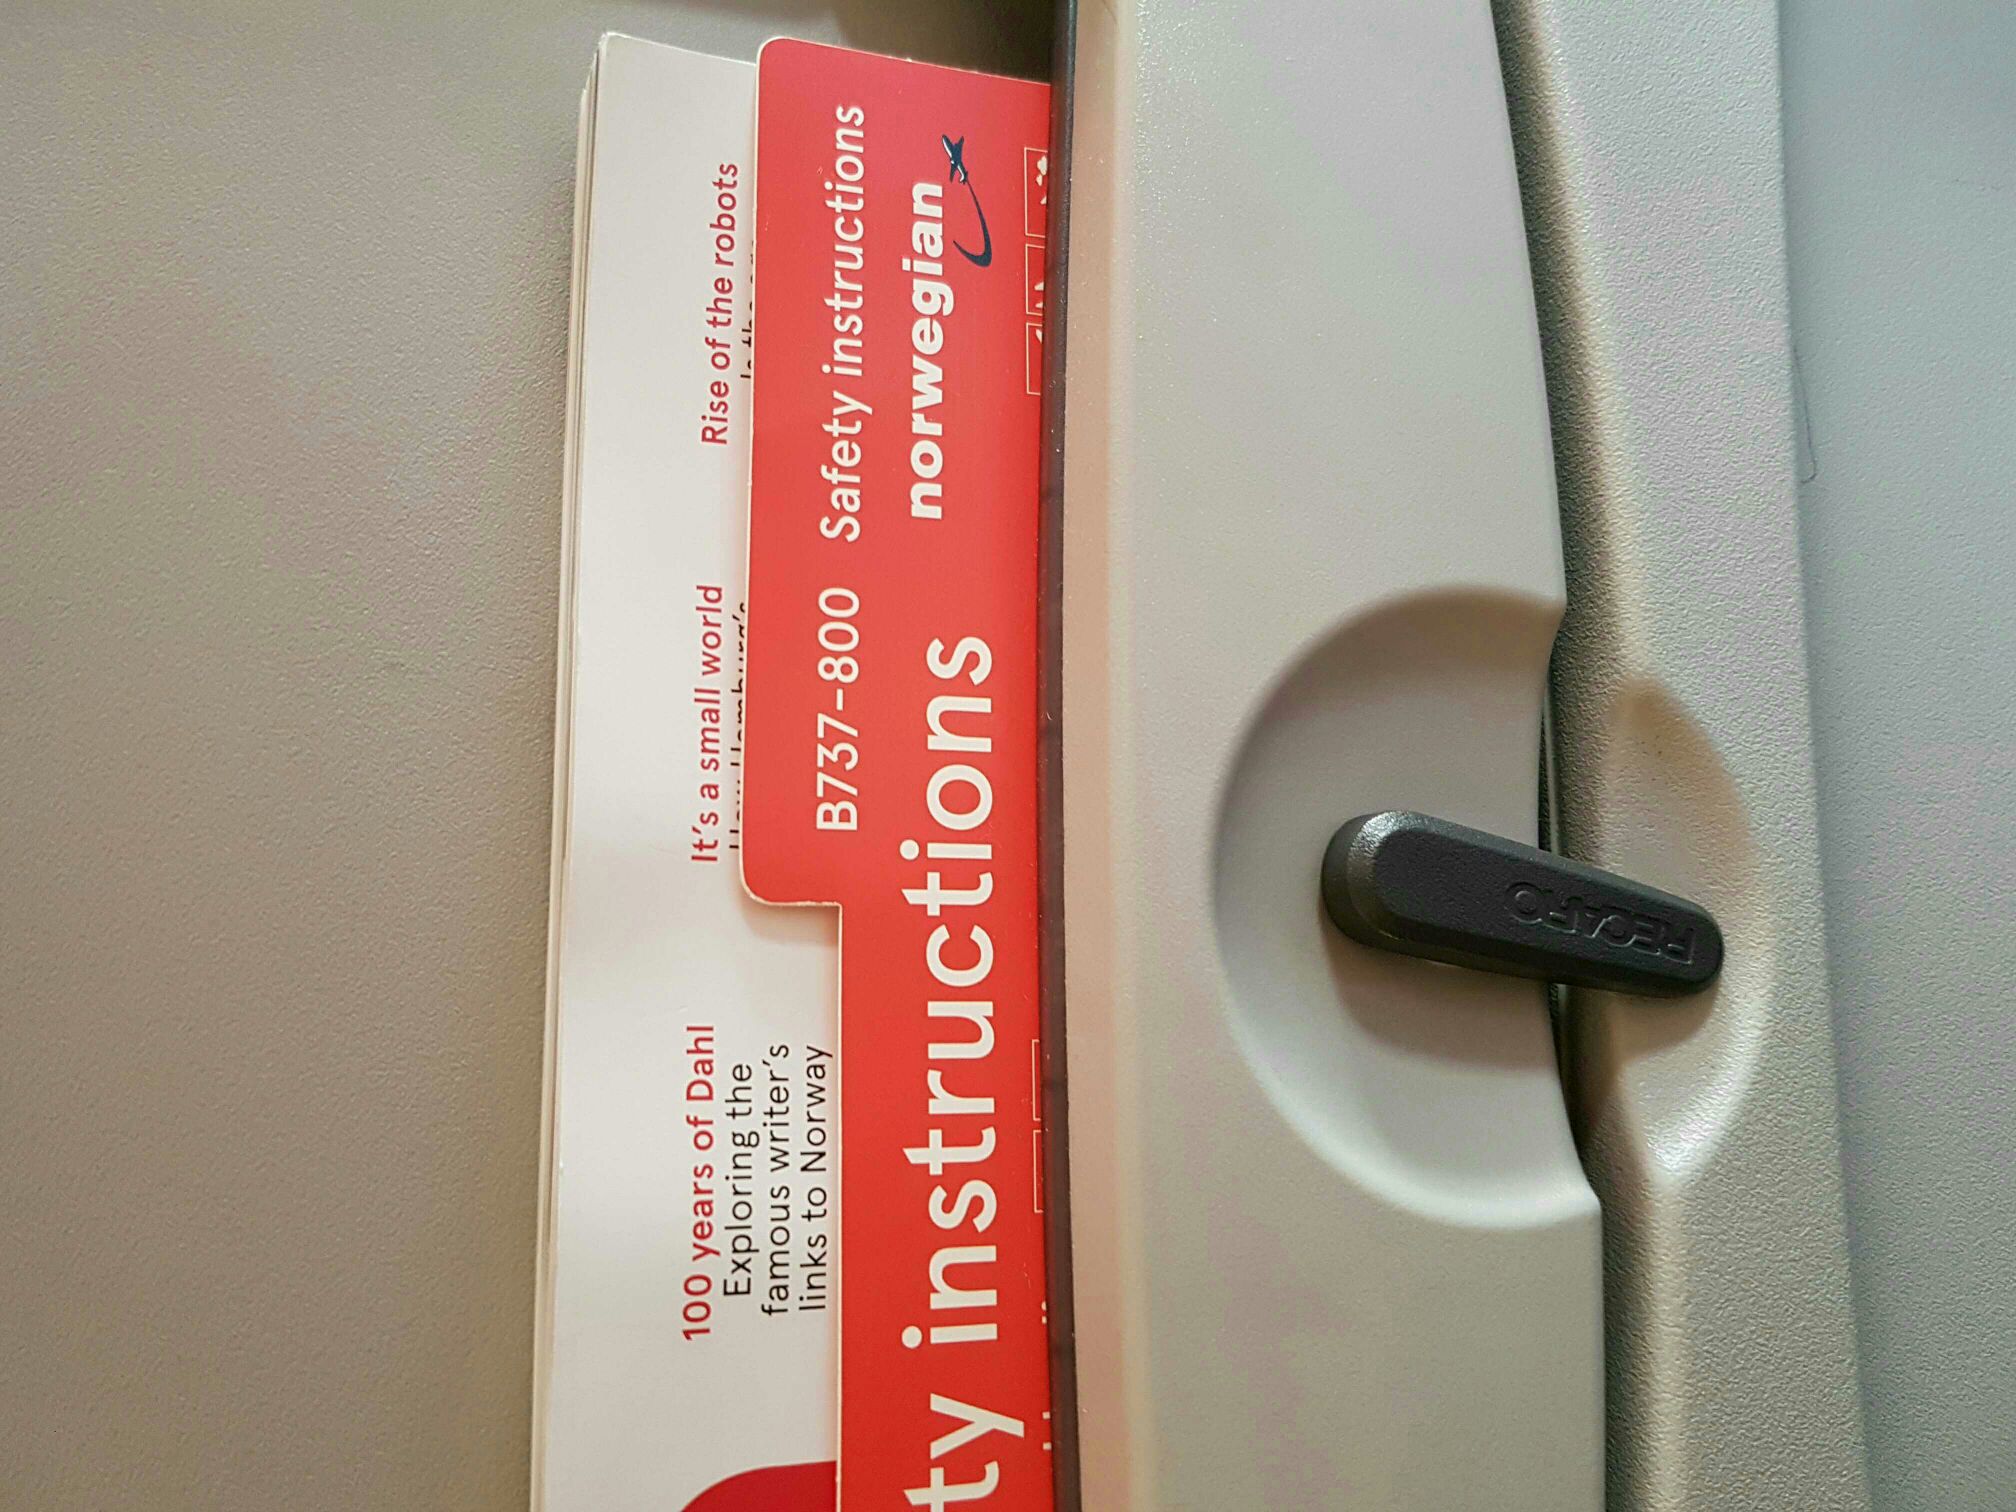 100 years of Dahl
Exploring the
famous writer's
links to Norway
It's a small world
Rise of the robots
B737-800 Safety instructions
norwegian
ty instructions
RECARO